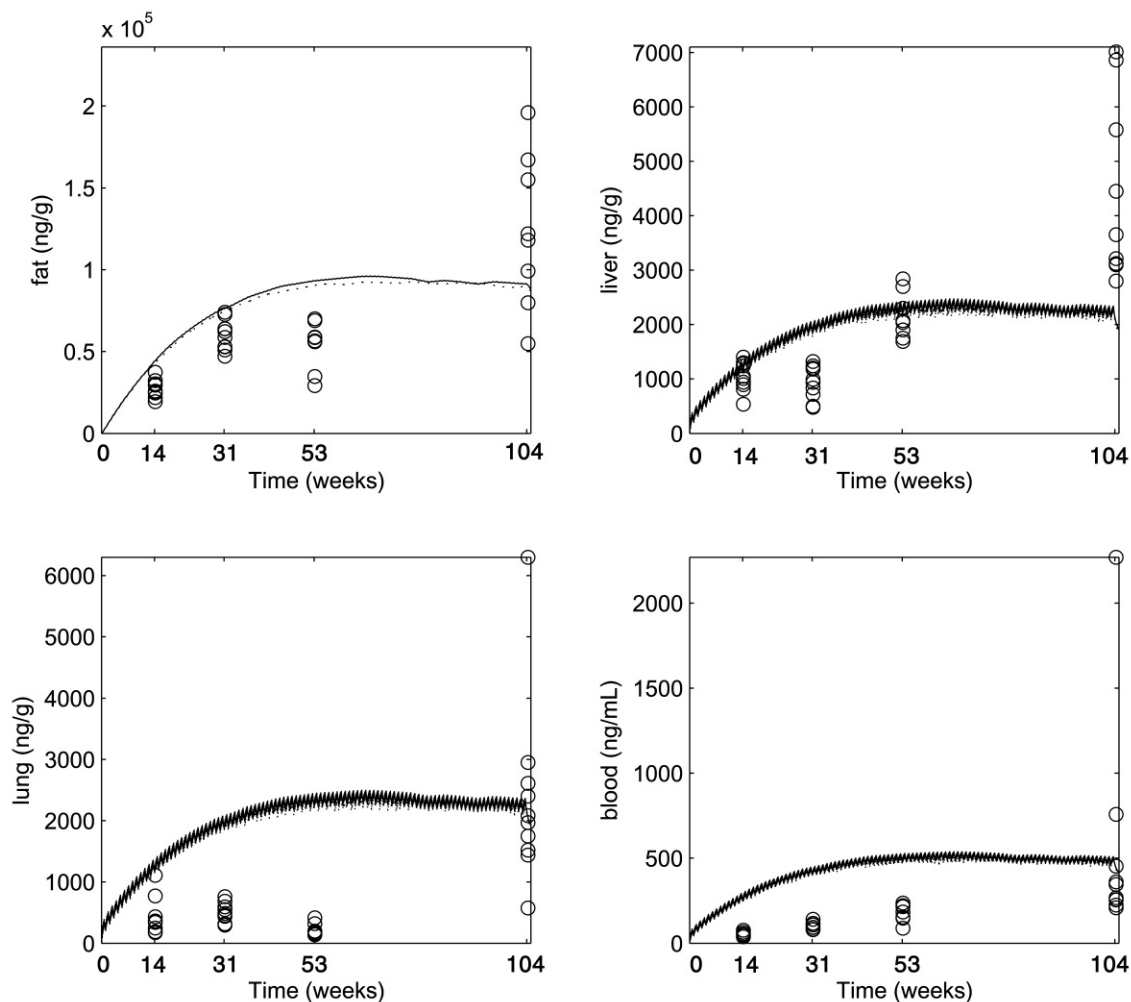 x 10^5
2
1.5
1
0.5
0
fat (ng/g)
0 14 31 53 104
Time (weeks)
7000
6000
5000
4000
3000
2000
1000
0
liver (ng/g)
0 14 31 53 104
Time (weeks)
6000
5000
4000
3000
2000
1000
0
lung (ng/g)
0 14 31 53 104
Time (weeks)
2000
1500
1000
500
0
blood (ng/mL)
0 14 31 53 104
Time (weeks)